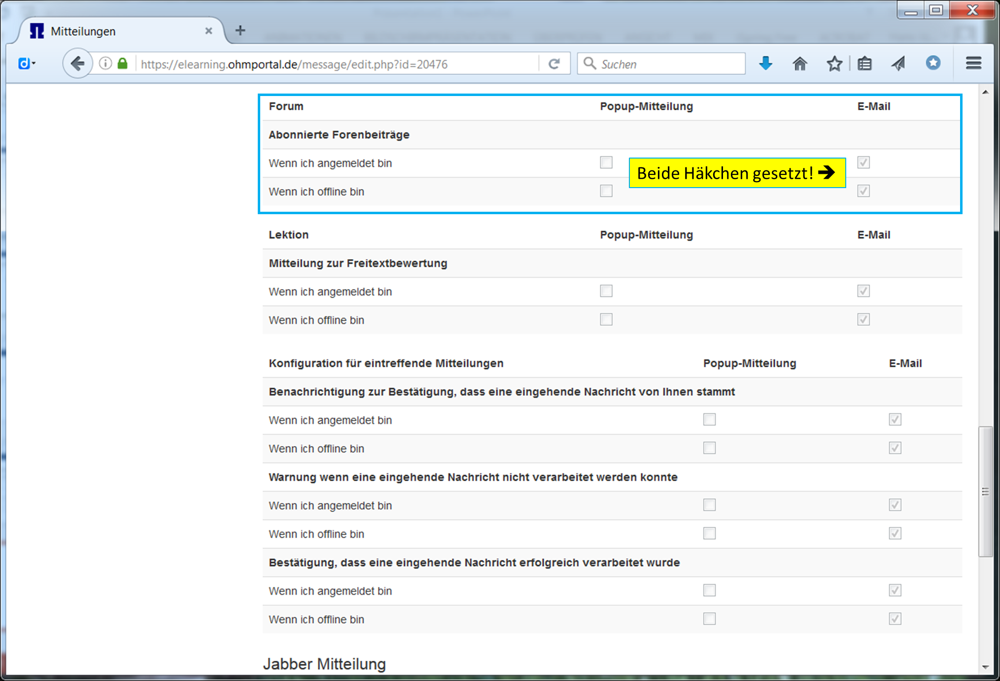 Mitteilungen
https://elearning.ohmportal.de/message/edit.php?id=20476
Suchen
Forum Popup-Mitteilung E-Mail
Abonnierte Forenbeiträge
Wenn ich angemeldet bin
Beide Häkchen gesetzt! ➔
Wenn ich offline bin
Lektion Popup-Mitteilung E-Mail
Mitteilung zur Freitextbewertung
Wenn ich angemeldet bin
Wenn ich offline bin
Konfiguration für eintreffende Mitteilungen Popup-Mitteilung E-Mail
Benachrichtigung zur Bestätigung, dass eine eingehende Nachricht von Ihnen stammt
Wenn ich angemeldet bin
Wenn ich offline bin
Warnung wenn eine eingehende Nachricht nicht verarbeitet werden konnte
Wenn ich angemeldet bin
Wenn ich offline bin
Bestätigung, dass eine eingehende Nachricht erfolgreich verarbeitet wurde
Wenn ich angemeldet bin
Wenn ich offline bin
Jabber Mitteilung